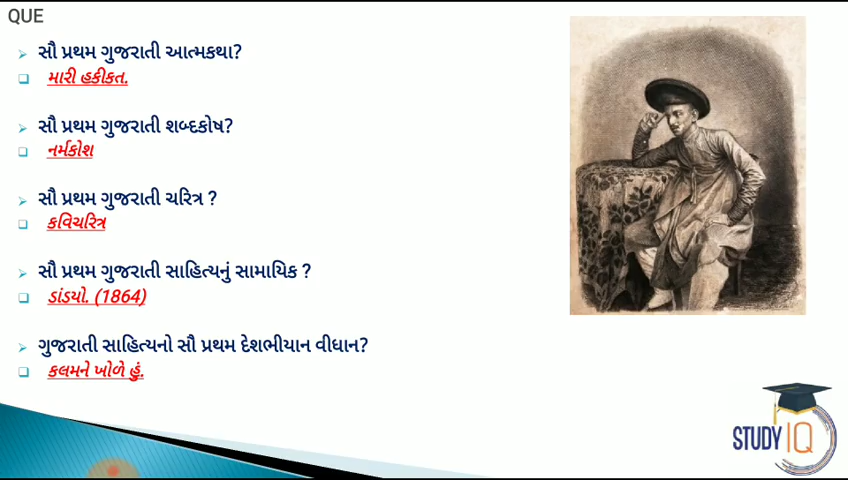 QUE
સૌ પ્રથમ ગુજરાતી આત્મકથા?
મારી હકીકત.
સૌ પ્રથમ ગુજરાતી શબ્દકોષ?
નર્મકોશ
સૌ પ્રથમ ગુજરાતી ચરિત્ર ?
કવિચરિત્ર
સૌ પ્રથમ ગુજરાતી સાહિત્યનું સામાયિક ?
ડાંડયો. (1864)
ગુજરાતી સાહિત્યનો સૌ પ્રથમ દેશભીયાન વીધાન?
કલમને ખોળે હું.
STUDY IQ